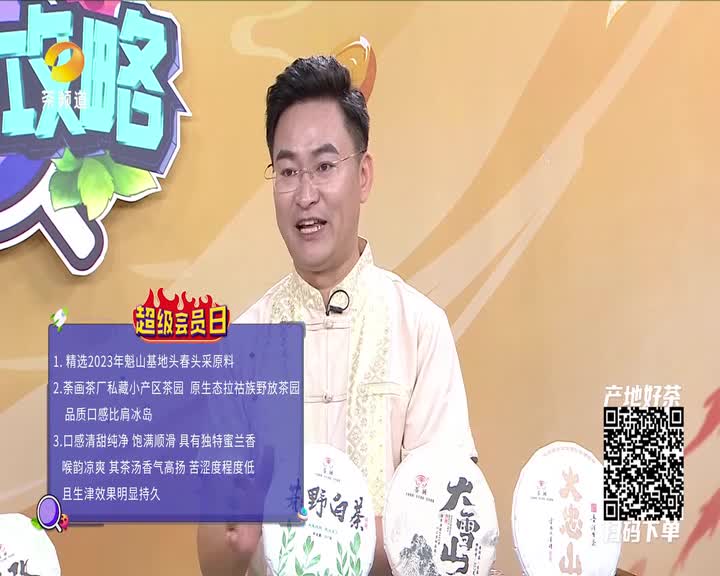 攻略
茶频道
超级会员日
1. 精选2023年魁山基地头春头采原料
2.荼画茶厂私藏小产区茶园 原生态拉祜族野放茶园
品质口感比肩冰岛
3.口感清甜纯净 饱满顺滑 具有独特蜜兰香
喉韵凉爽 其茶汤香气高扬 苦涩度程度低
且生津效果明显持久
产地好茶
扫码下单
野白茶
大雪山
忠山